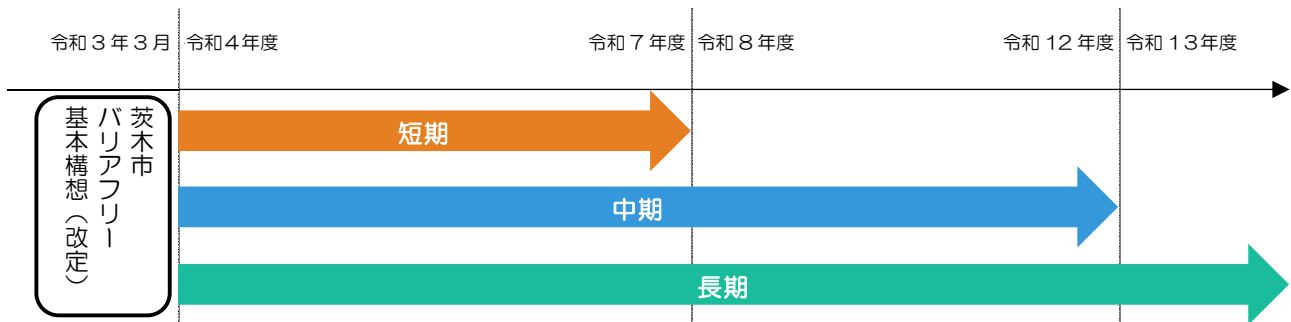 令和３年３月
令和４年度
令和７年度
令和８年度
令和 12 年度
令和 13年度
茨木市
バリアフリー
基本構想（改定）
短期
中期
長期